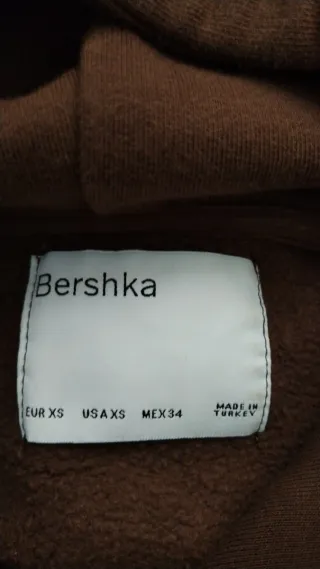 Bershka
EUR XS USA XS MEX 34 MADE IN
TURKEY